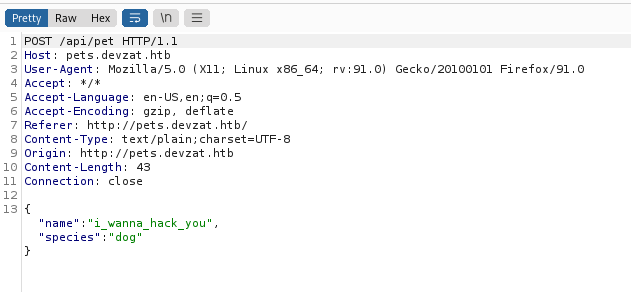 Pretty Raw Hex \n
1 POST /api/pet HTTP/1.1
2 Host: pets.devzat.htb
3 User-Agent: Mozilla/5.0 (X11; Linux x86_64; rv:91.0) Gecko/20100101 Firefox/91.0
4 Accept: */*
5 Accept-Language: en-US,en;q=0.5
6 Accept-Encoding: gzip, deflate
7 Referer: http://pets.devzat.htb/
8 Content-Type: text/plain;charset=UTF-8
9 Origin: http://pets.devzat.htb
10 Content-Length: 43
11 Connection: close
12
13 {
"name":"i_wanna_hack_you",
"species":"dog"
}